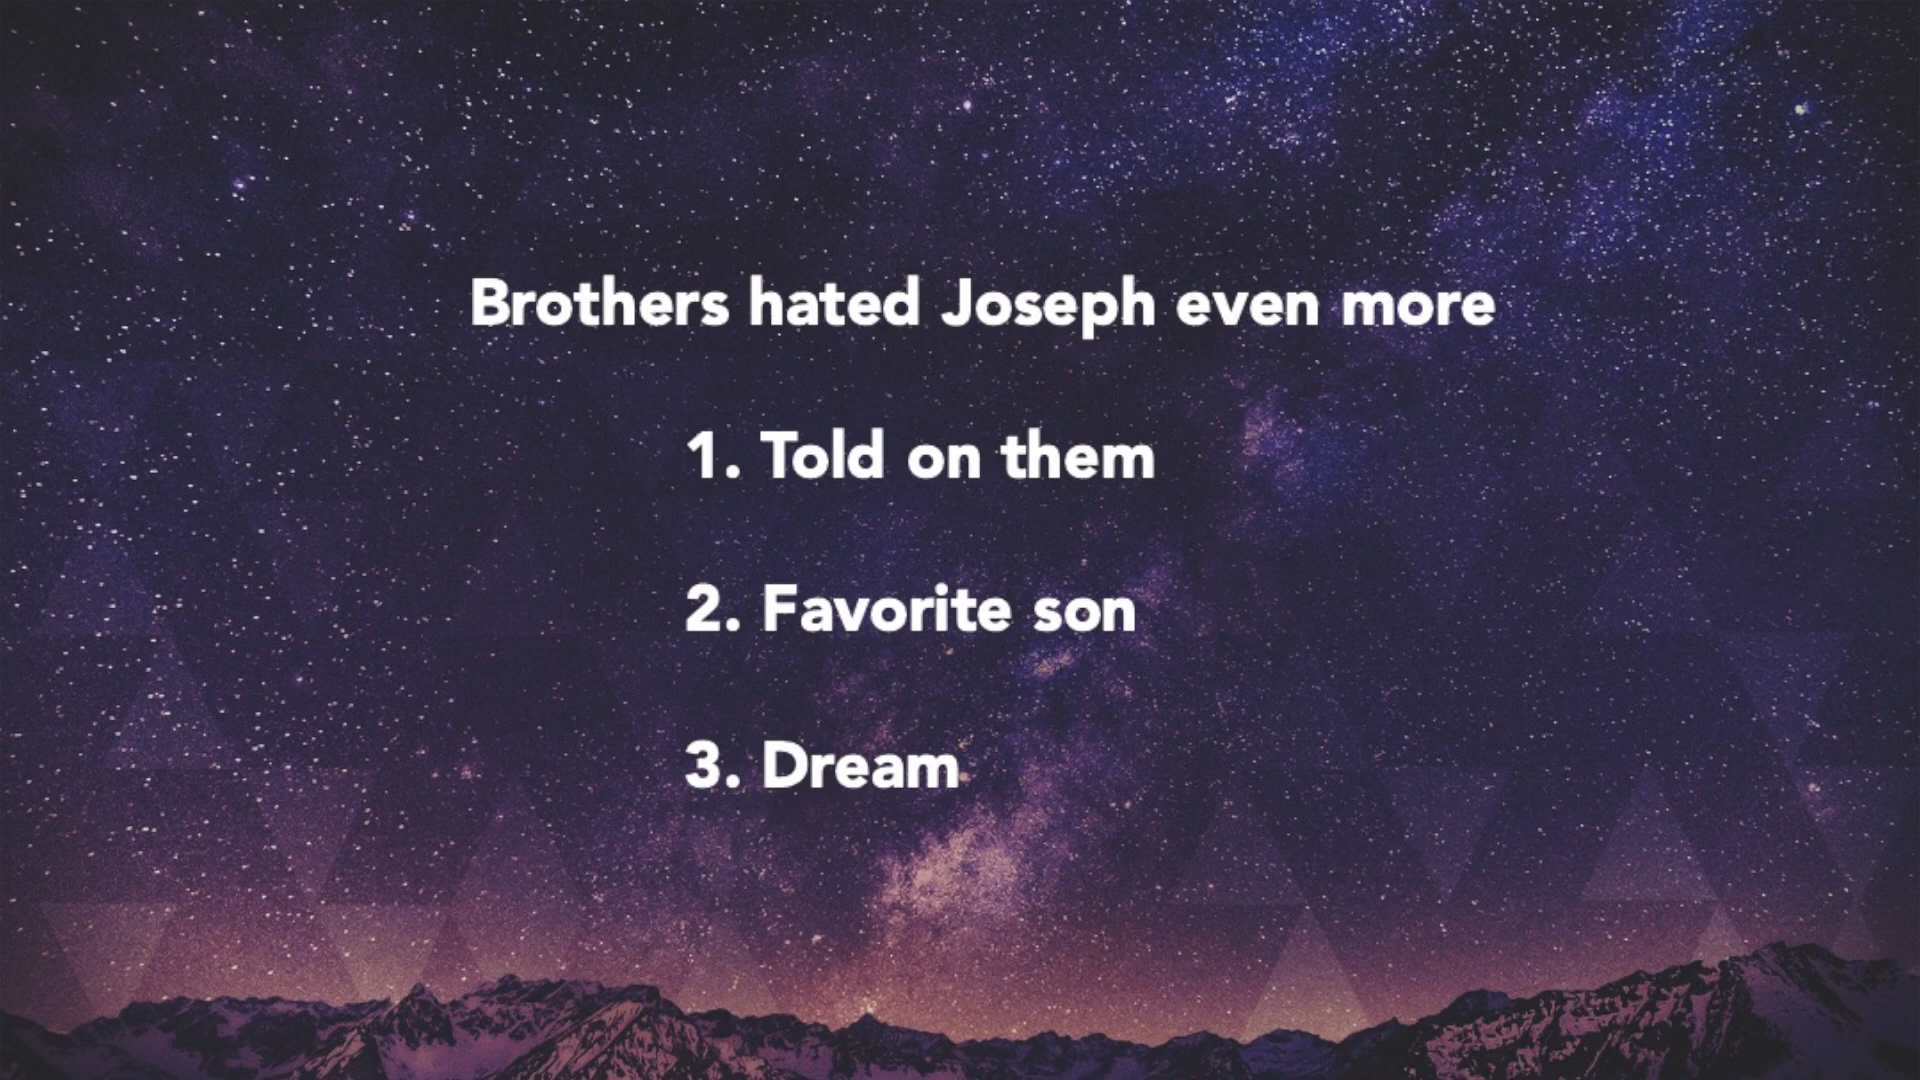 Brothers hated Joseph even more
1. Told on them
2. Favorite son
3. Dream